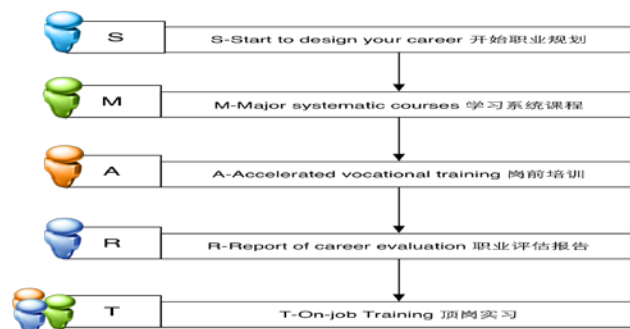 S
S-Start to design your career 开始职业规划
M
M-Major systematic courses 学习系统课程
A
A-Accelerated vocational training 岗前培训
R
R-Report of career evaluation 职业评估报告
T
T-On-job Training 顶岗实习